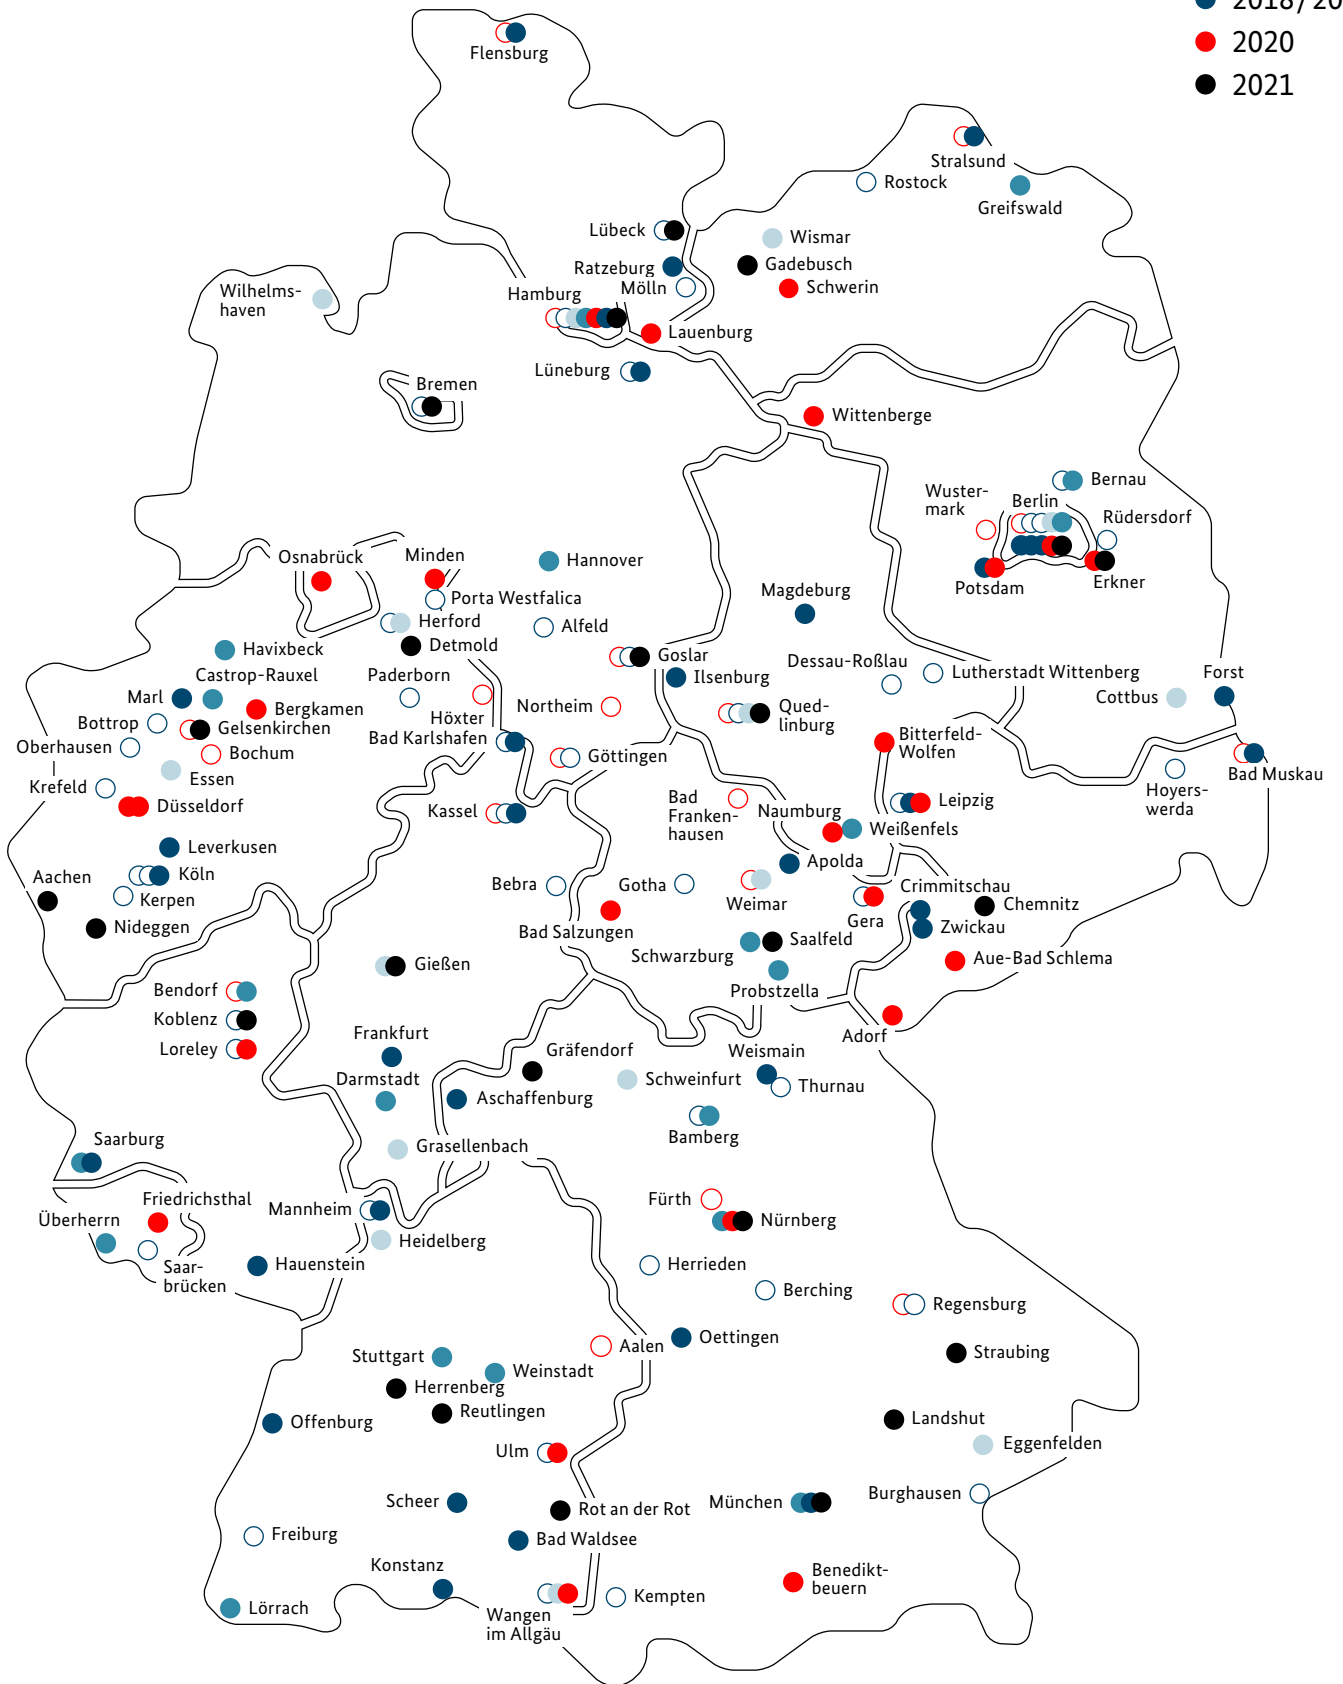 2018/20
2020
2021
Flensburg
Stralsund
Rostock
Greifswald
Lübeck
Wismar
Gadebusch
Ratzeburg
Mölln
Schwerin
Wilhelms-
haven
Hamburg
Lauenburg
Lüneburg
Bremen
Wittenberge
Bernau
Wuster-
mark
Berlin
Rüdersdorf
Osnabrück
Minden
Hannover
Erkner
Potsdam
Magdeburg
Porta Westfalica
Herford
Alfeld
Detmold
Havixbeck
Goslar
Dessau-Roßlau
Lutherstadt Wittenberg
Forst
Castrop-Rauxel
Paderborn
Ilsenburg
Cottbus
Marl
Bergkamen
Northeim
Qued-
linburg
Bottrop
Gelsenkirchen
Höxter
Bad Karlshafen
Bitterfeld-
Wolfen
Oberhausen
Bochum
Göttingen
Essen
Bad Muskau
Krefeld
Hoyers-
werda
Düsseldorf
Kassel
Bad
Franken-
hausen
Naumburg
Leipzig
Weißenfels
Leverkusen
Apolda
Aachen
Köln
Bebra
Gotha
Crimmitschau
Kerpen
Weimar
Gera
Chemnitz
Nideggen
Bad Salzungen
Zwickau
Saalfeld
Schwarzburg
Gießen
Aue-Bad Schlema
Bendorf
Probstzella
Koblenz
Adorf
Frankfurt
Loreley
Gräfendorf
Weismain
Darmstadt
Schweinfurt
Thurnau
Aschaffenburg
Bamberg
Saarburg
Grasellenbach
Friedrichsthal
Fürth
Mannheim
Überherrn
Nürnberg
Heidelberg
Saar-
brücken
Hauenstein
Herrieden
Berching
Regensburg
Oettingen
Aalen
Stuttgart
Straubing
Weinstadt
Herrenberg
Reutlingen
Offenburg
Landshut
Ulm
Eggenfelden
Burghausen
Scheer
Rot an der Rot
München
Freiburg
Bad Waldsee
Konstanz
Benedikt-
beuern
Kempten
Lörrach
Wangen
im Allgäu